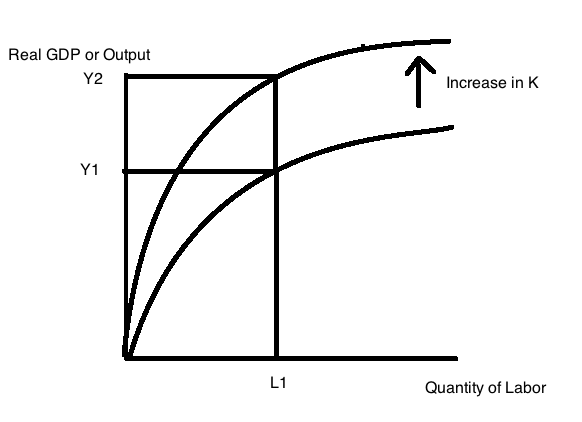 Real GDP or Output
Y2
Increase in K
Y1
L1
Quantity of Labor